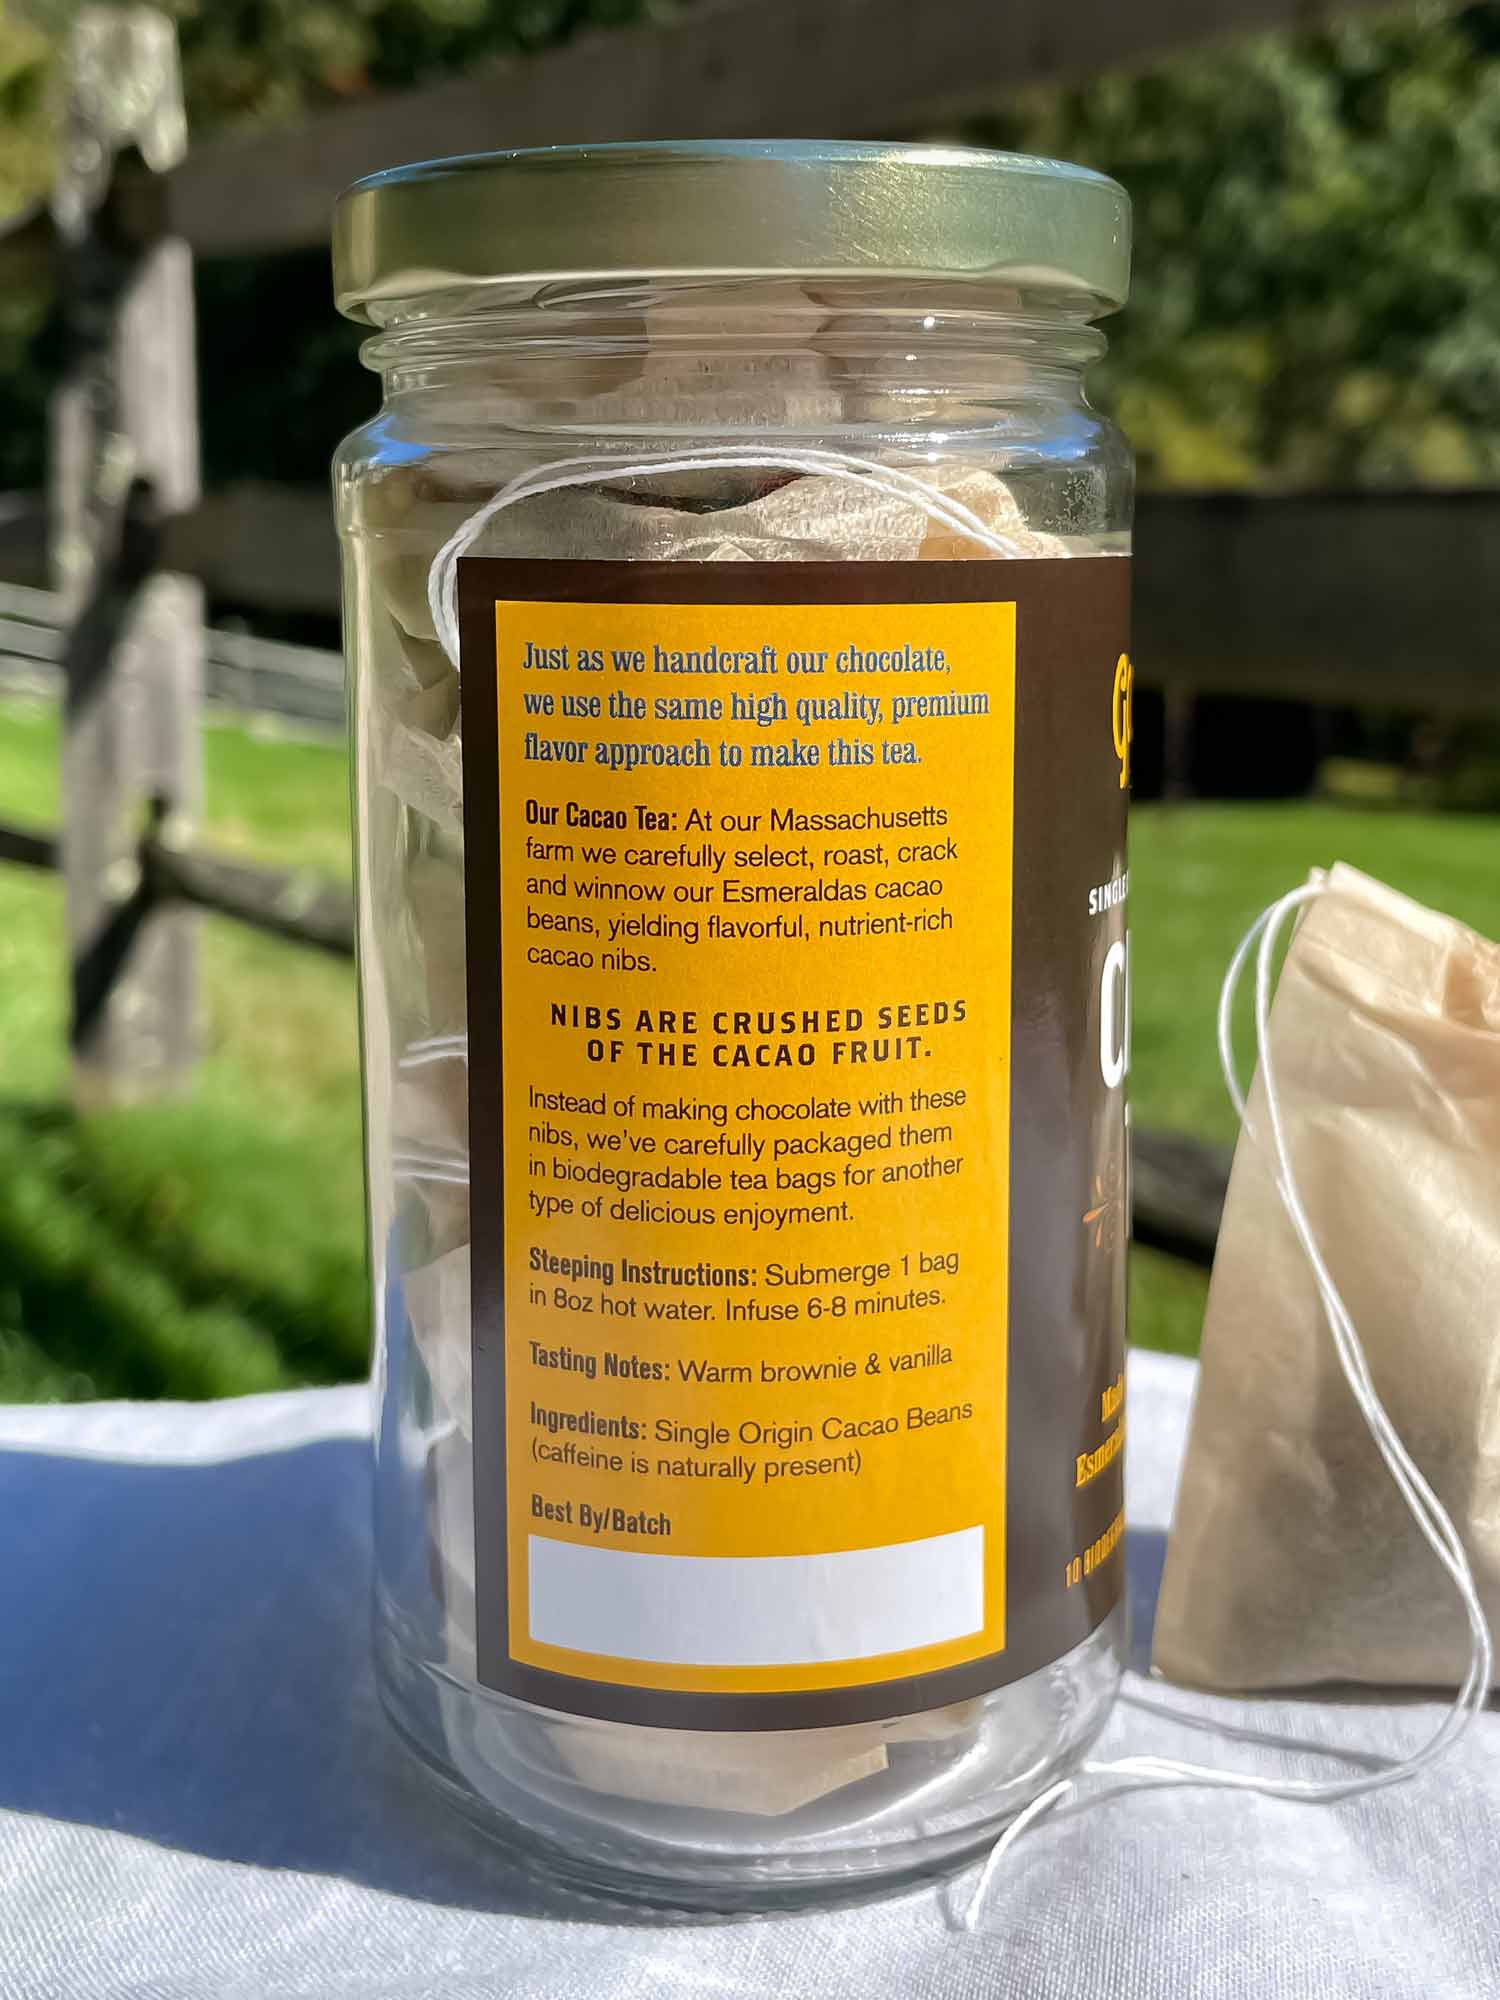 Just as we handcraft our chocolate,
we use the same high quality, premium
flavor approach to make this tea.
Our Cacao Tea: At our Massachusetts
farm we carefully select, roast, crack
and winnow our Esmeraldas cacao
beans, yielding flavorful, nutrient-rich
cacao nibs.
NIBS ARE CRUSHED SEEDS
OF THE CACAO FRUIT.
Instead of making chocolate with these
nibs, we've carefully packaged them
in biodegradable tea bags for another
type of delicious enjoyment.
Steeping Instructions: Submerge 1 bag
in 8oz hot water. Infuse 6-8 minutes.
Tasting Notes: Warm brownie & vanilla
Ingredients: Single Origin Cacao Beans
(caffeine is naturally present)
Best By/Batch
SINGLE
10